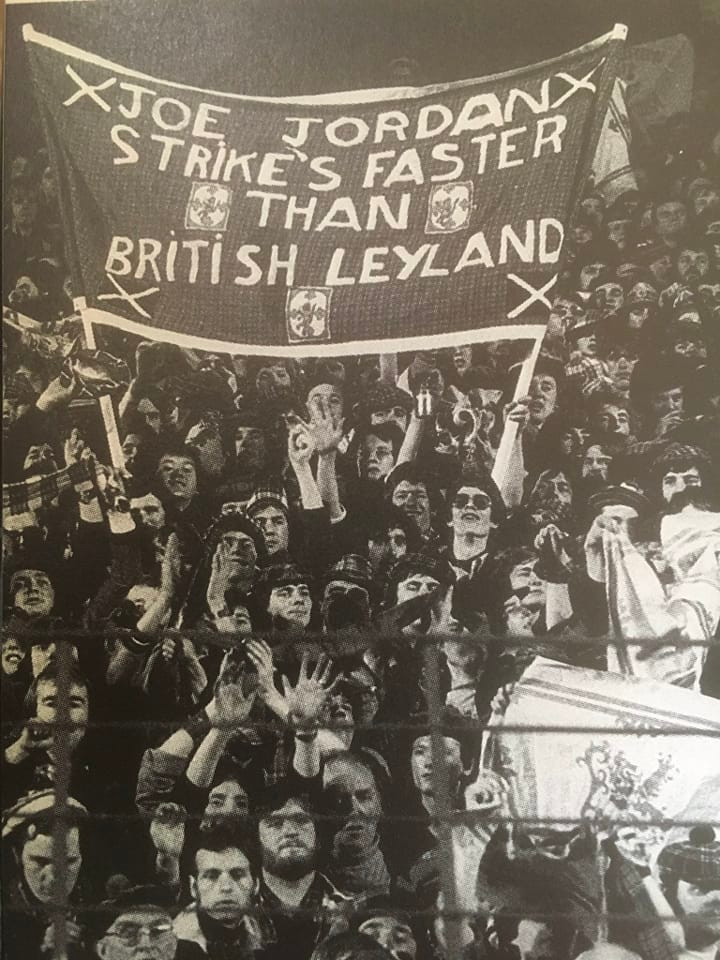 JOE JORDAN
STRIKE'S FASTER
THAN
BRITISH LEYLAND